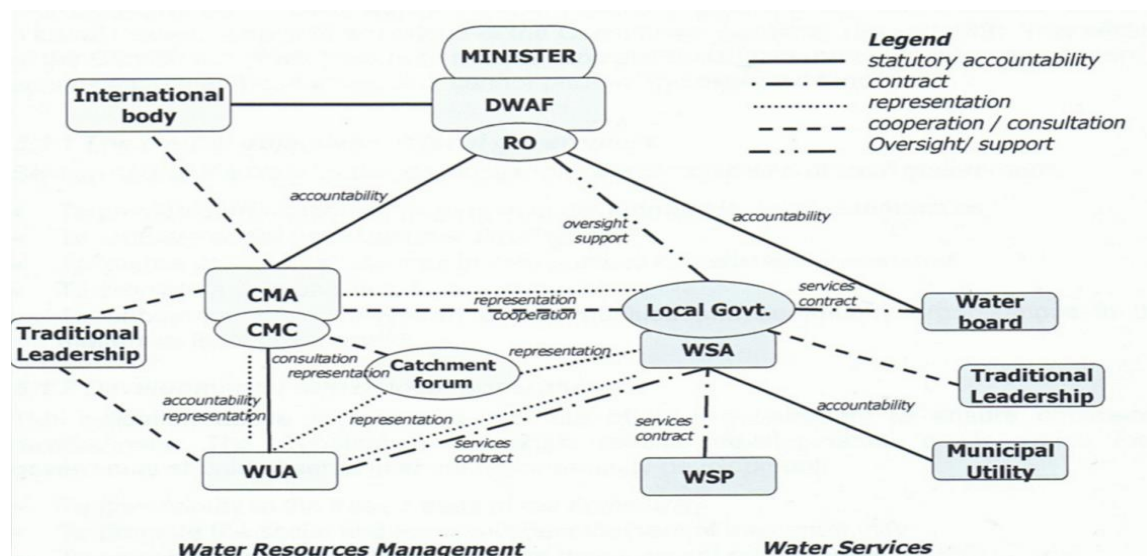 MINISTER
Legend
statutory accountability
contract
representation
cooperation / consultation
Oversight/ support
International
body
DWAF
RO
accountability
oversight
support
accountability
CMA
CMC
representation
cooperation
Local Govt.
WSA
services
contract
Water
board
Traditional
Leadership
consultation
representation
Catchment
forum
representation
accountability
representation
representation
services
contract
services
contract
accountability
Traditional
Leadership
WUA
WSP
Municipal
Utility
Water Resources Management
Water Services